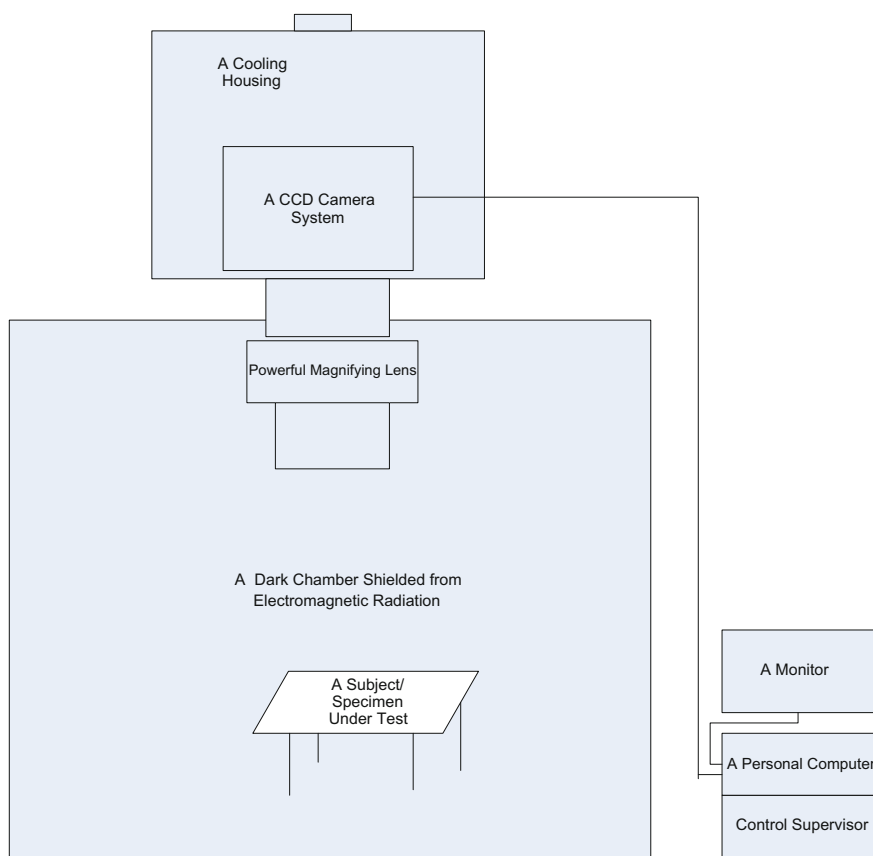 A Cooling
Housing
A CCD Camera
System
Powerful Magnifying Lens
A Dark Chamber Shielded from
Electromagnetic Radiation
A Subject/
Specimen
Under Test
A Monitor
A Personal Computer
Control Supervisor